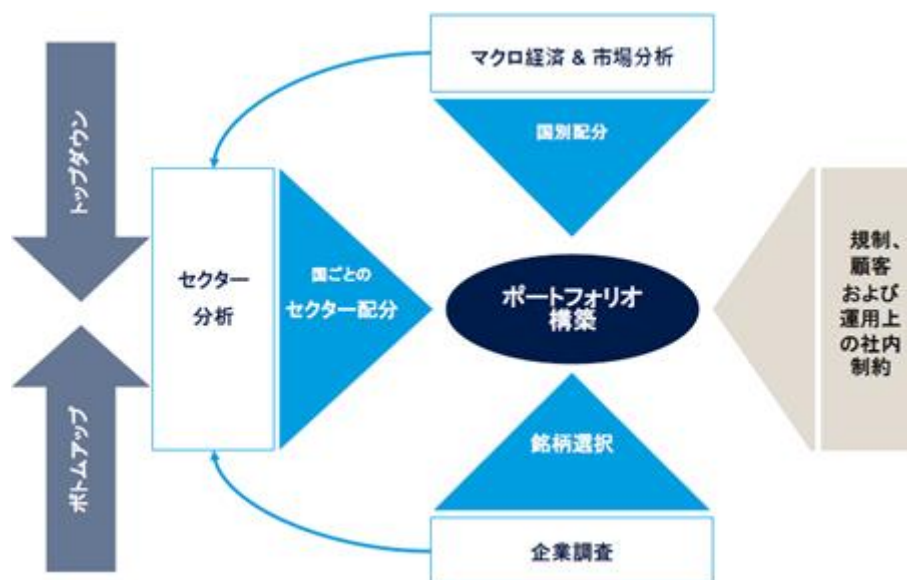 マクロ経済 & 市場分析
国別配分
トップダウン
セクター
分析
国ごとの
セクター配分
ポートフォリオ
構築
規制、
顧客
および
運用上
の社内
制約
ボトムアップ
銘柄選択
企業調査